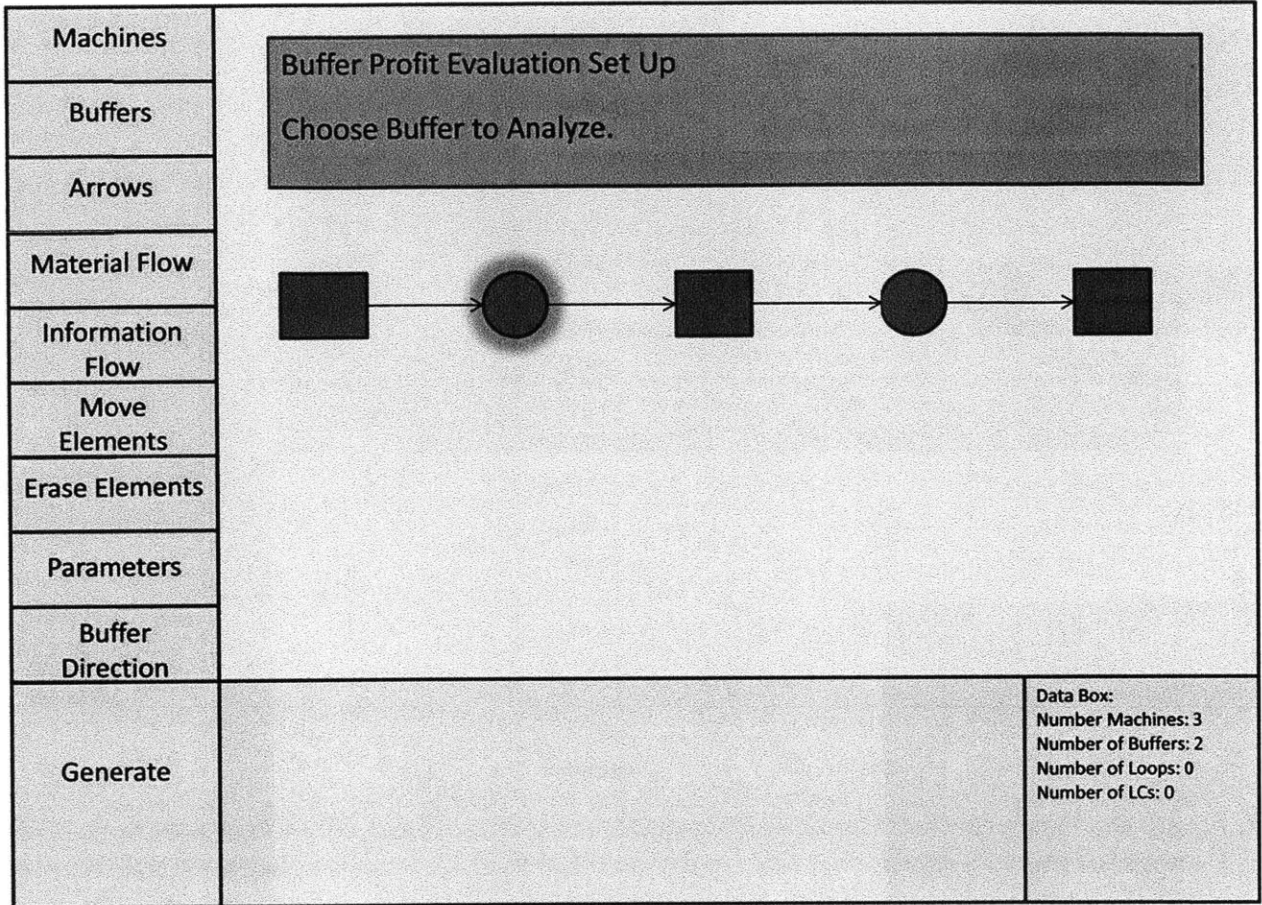 Machines
Buffers
Arrows
Material Flow
Information
Flow
Move
Elements
Erase Elements
Parameters
Buffer
Direction
Generate
Buffer Profit Evaluation Set Up
Choose Buffer to Analyze.
Data Box:
Number Machines: 3
Number of Buffers: 2
Number of Loops: 0
Number of LCs: 0